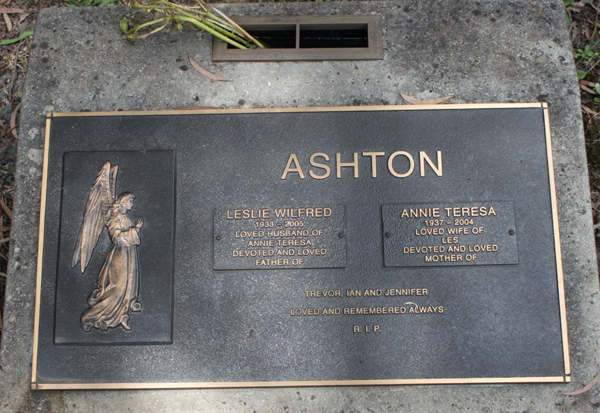 ASHTON
LESLIE WILFRED
1933 - 2005
LOVED HUSBAND OF
ANNIE TERESA,
DEVOTED AND LOVED
FATHER OF
ANNIE TERESA
1937 - 2004
LOVED WIFE OF
LES
DEVOTED AND LOVED
MOTHER OF
TREVOR, IAN AND JENNIFER
LOVED AND REMEMBERED ALWAYS
R. I. P.